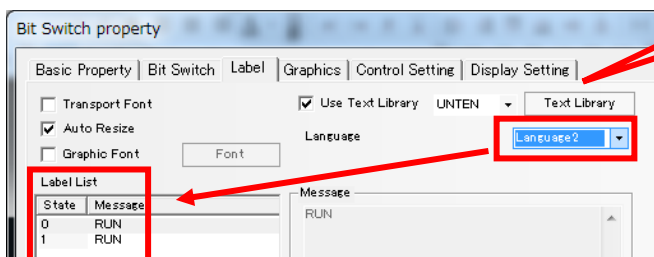 Bit Switch property
Basic Property Bit Switch Label Graphics Control Setting Display Setting
Transport Font
Use Text Library UNTEN Text Library
Auto Resize
Language Language2
Graphic Font Font
Label List
State Message
0 RUN
1 RUN
Message
RUN